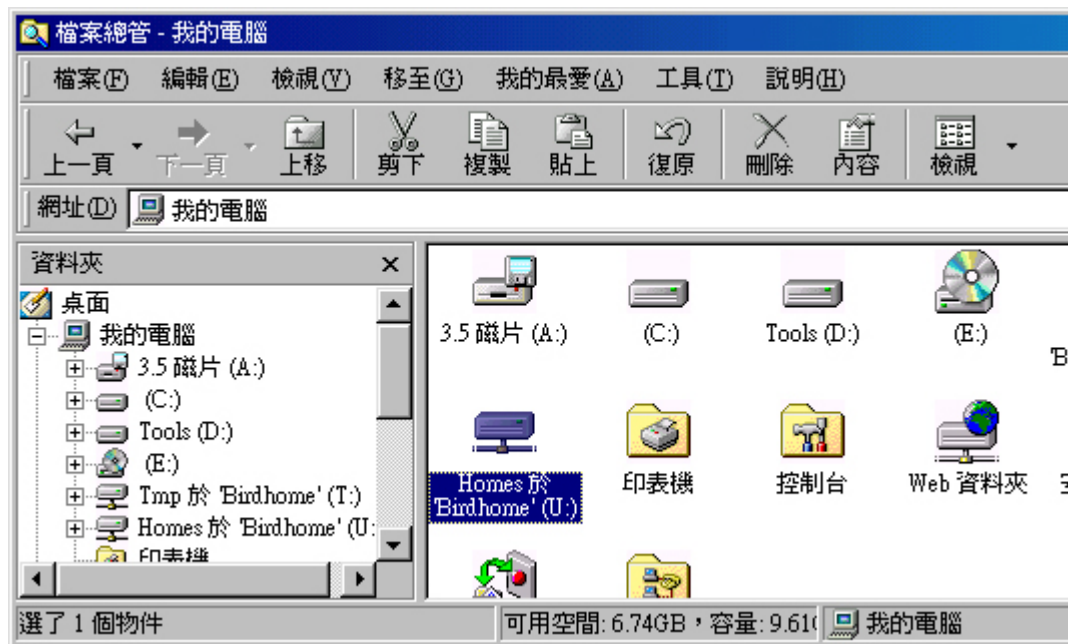 檔案總管 - 我的電腦
檔案(F) 編輯(E) 檢視(V) 移至(G) 我的最愛(A) 工具(T) 說明(H)
上一頁 下一頁 上移 剪下 複製 貼上 復原 刪除 內容 檢視
網址(D) 我的電腦
資料夾
桌面
我的電腦
3.5 磁片 (A:)
(C:)
Tools (D:)
(E:)
Tmp 於 'Birdhome' (T:)
Homes 於 'Birdhome' (U:
印表機
3.5 磁片 (A:) (C:) Tools (D:) (E:)
Homes 於
'Birdhome' (U:)
印表機 控制台 Web 資料夾
選了 1 個物件 可用空間: 6.74GB，容量: 9.61 我的電腦